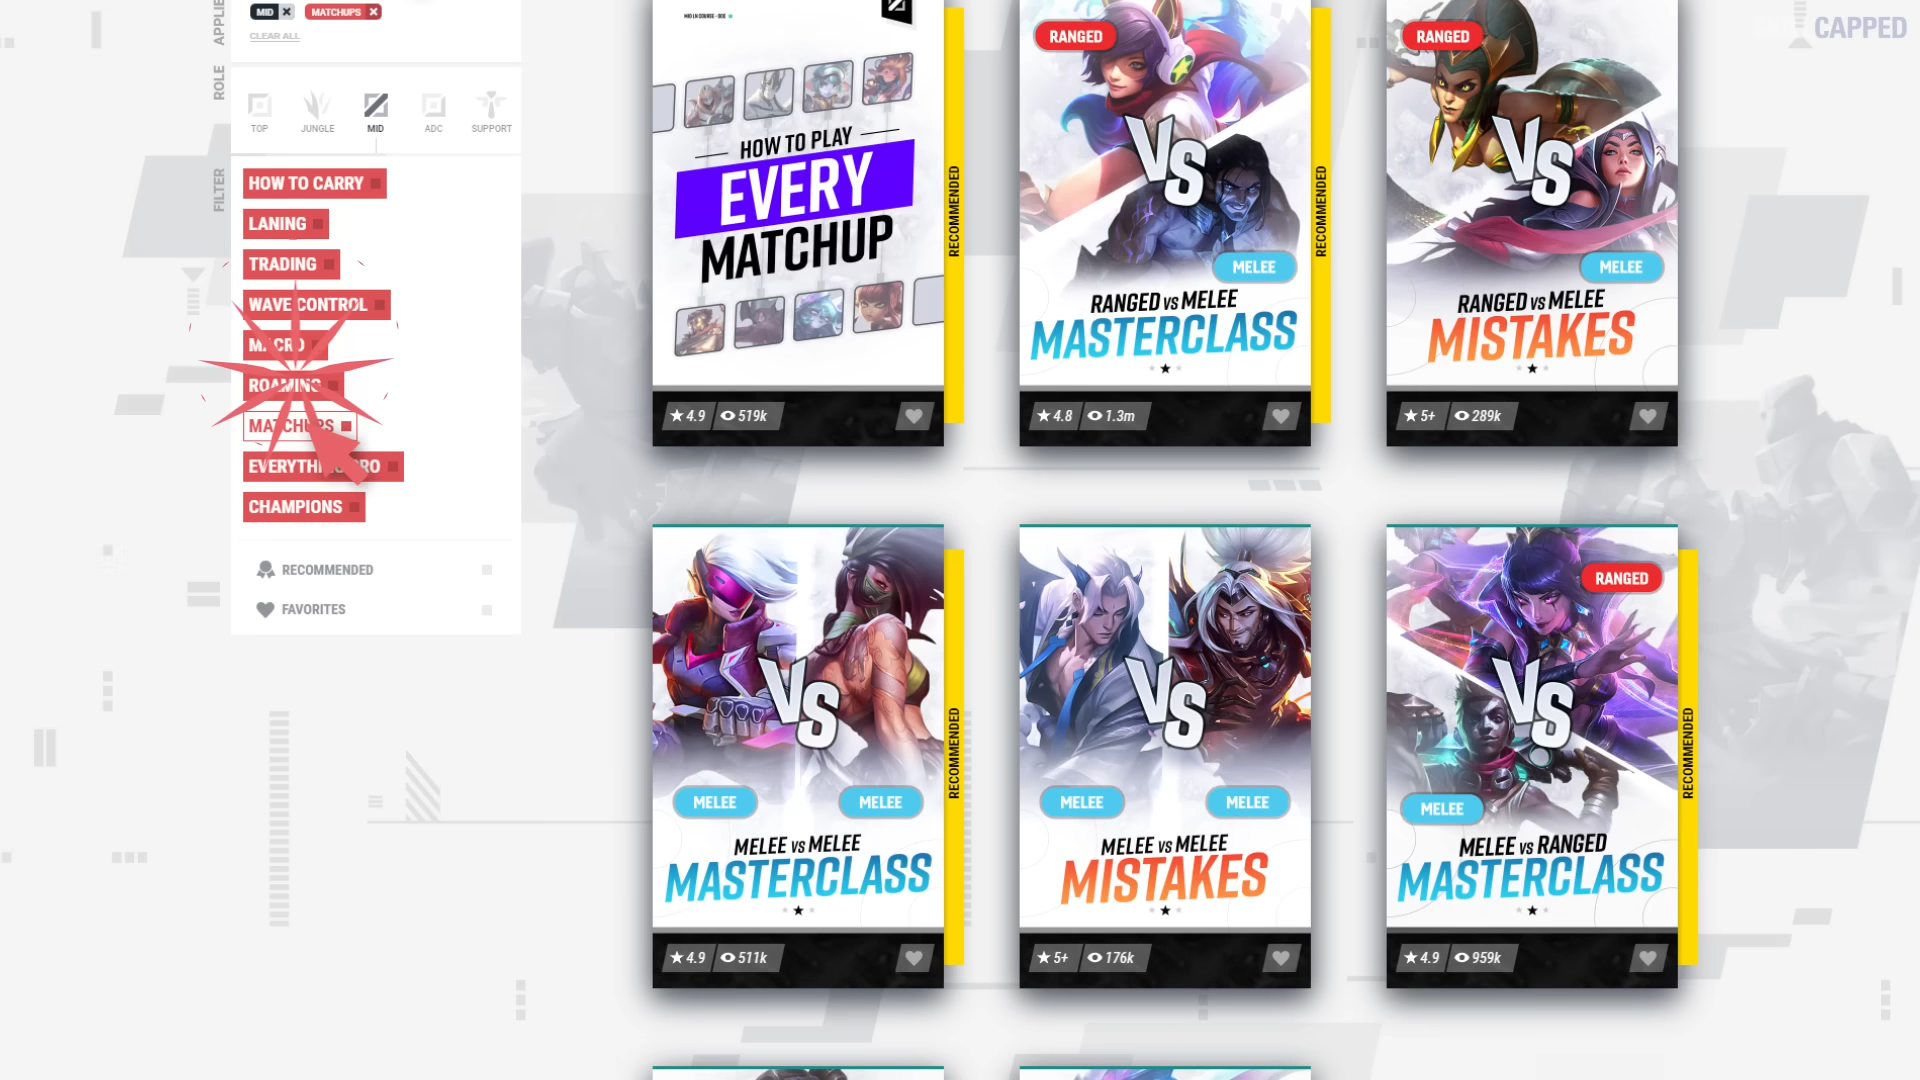 APPLIE
MID
MATCHUPS
CLEAR ALL
CAPPED
ROLE
TOP
JUNGLE
MID
ADC
SUPPORT
FILTER
HOW TO CARRY
LANING
TRADING
WAVE CONTROL
MACRO
ROAMING
MATCHUPS
CHAMPIONS
RECOMMENDED
FAVORITES
HOW TO PLAY
EVERY
MATCHUP
4.9
519k
RECOMMENDED
RANGED
VS
MELEE
RANGED VS MELEE
MASTERCLASS
4.8
1.3m
RECOMMENDED
RANGED
VS
MELEE
RANGED VS MELEE
MISTAKES
5+
289k
VS
MELEE
MELEE
MELEE VS MELEE
MASTERCLASS
4.9
511k
RECOMMENDED
VS
MELEE
MELEE
MELEE VS MELEE
MISTAKES
5+
176k
RANGED
VS
MELEE
MELEE VS RANGED
MASTERCLASS
4.9
959k
RECOMMENDED